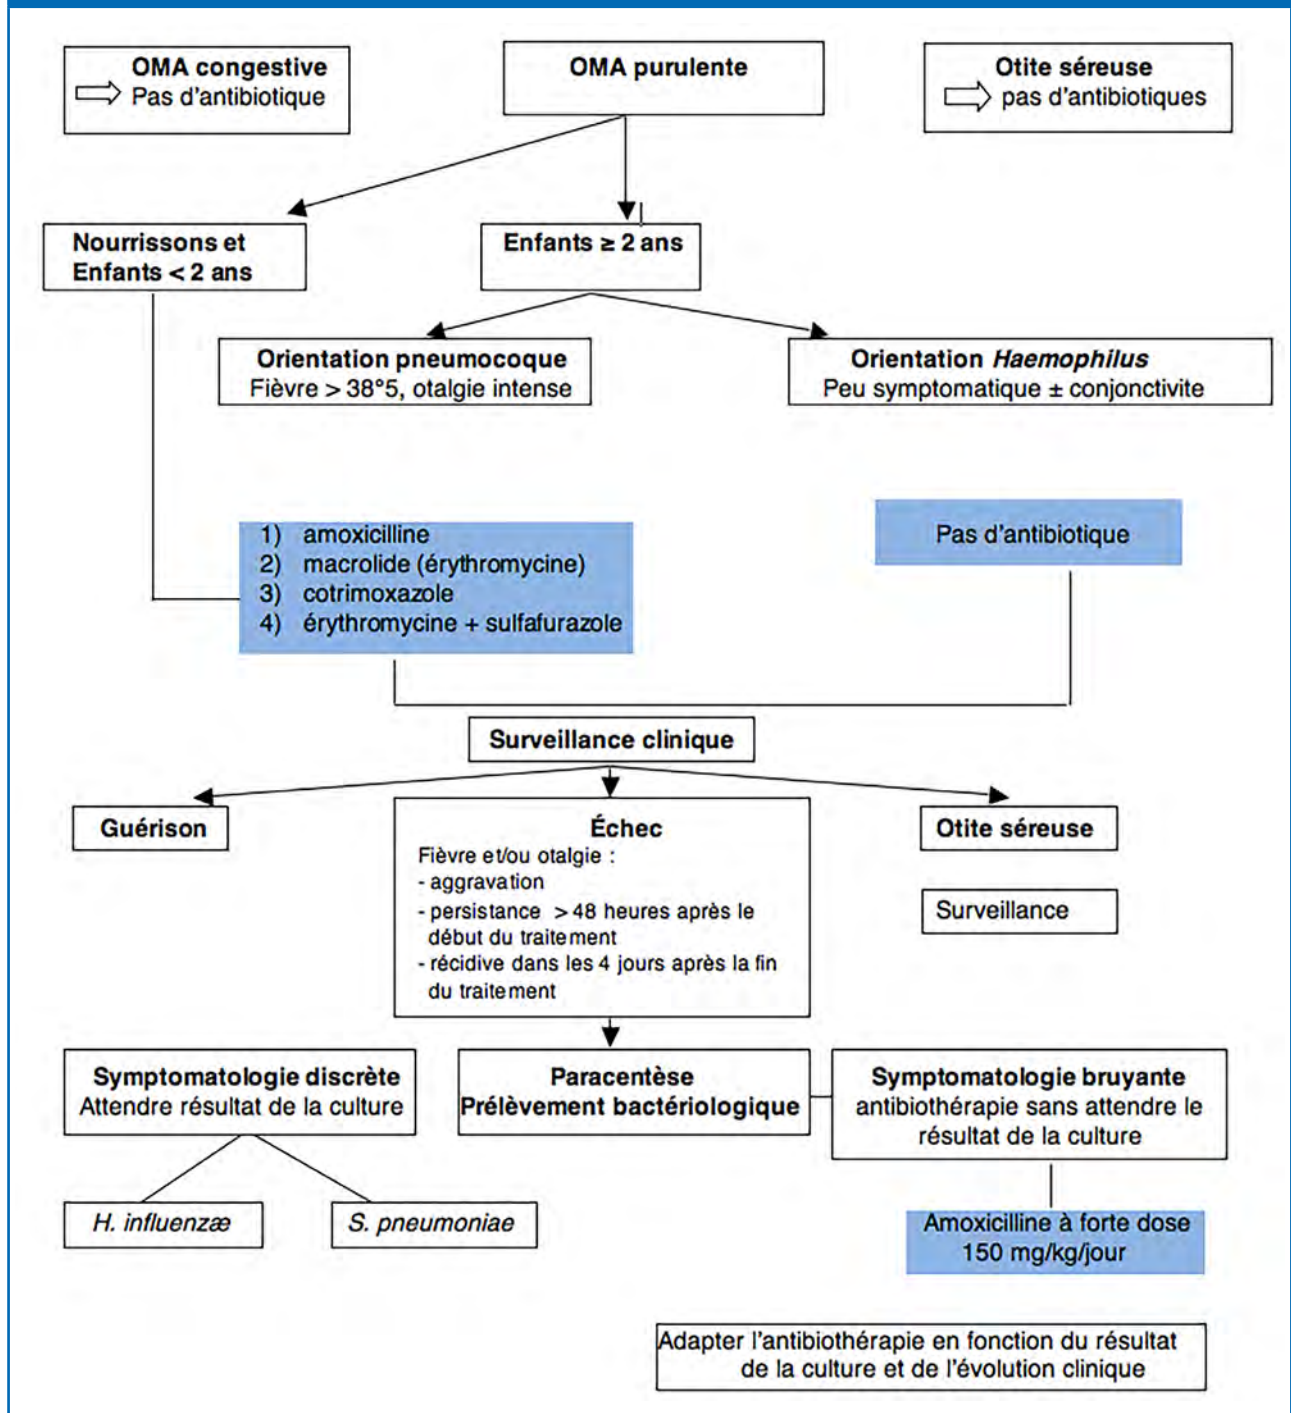 OMA congestive
Pas d'antibiotique
OMA purulente
Otite séreuse
pas d'antibiotiques
Nourrissons et
Enfants < 2 ans
Enfants ≥ 2 ans
Orientation pneumocoque
Fièvre > 38°5, otalgie intense
Orientation Haemophilus
Peu symptomatique ± conjonctivite
1) amoxicilline
2) macrolide (érythromycine)
3) cotrimoxazole
4) érythromycine + sulfafurazole
Pas d'antibiotique
Surveillance clinique
Guérison
Échec
Fièvre et/ou otalgie :
- aggravation
- persistance > 48 heures après le
début du traitement
- récidive dans les 4 jours après la fin
du traitement
Otite séreuse
Surveillance
Symptomatologie discrète
Attendre résultat de la culture
Paracentèse
Prélèvement bactériologique
Symptomatologie bruyante
antibiothérapie sans attendre le
résultat de la culture
H. influenzæ
S. pneumoniae
Amoxicilline à forte dose
150 mg/kg/jour
Adapter l'antibiothérapie en fonction du résultat
de la culture et de l'évolution clinique